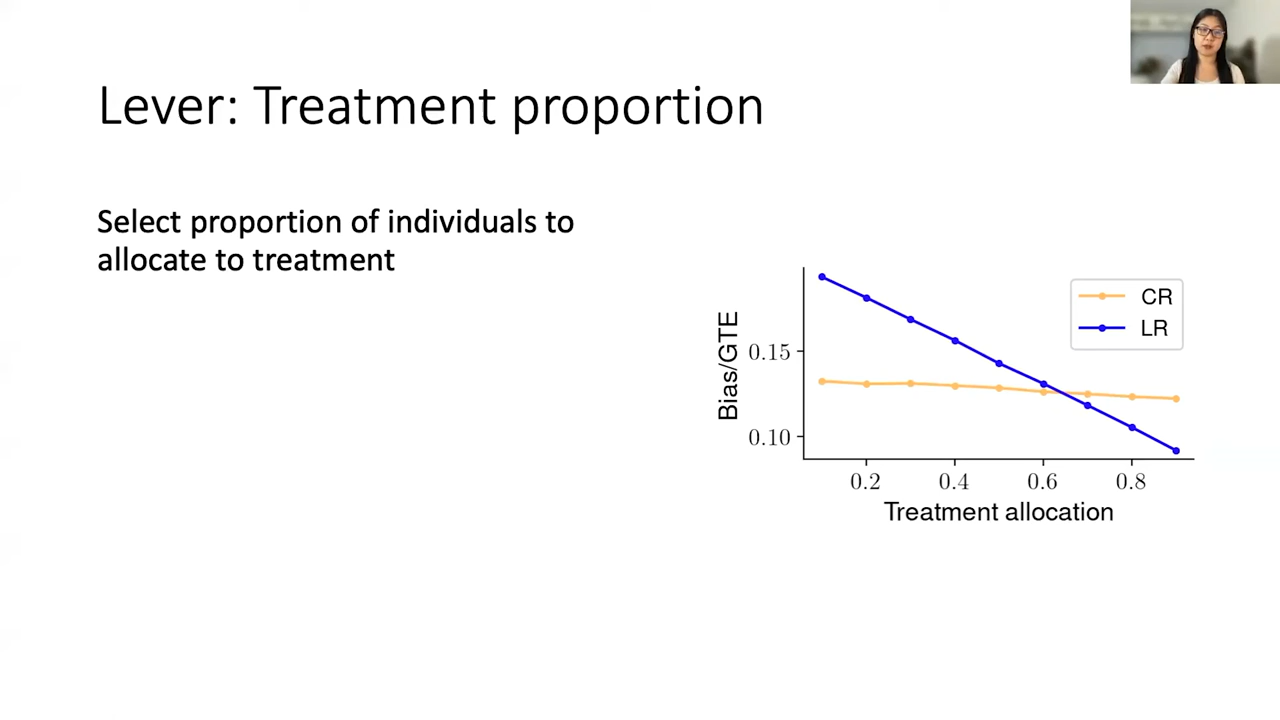 Lever: Treatment proportion
Select proportion of individuals to
allocate to treatment
CR
LR
Bias/GTE
0.15
0.10
0.2 0.4 0.6 0.8
Treatment allocation